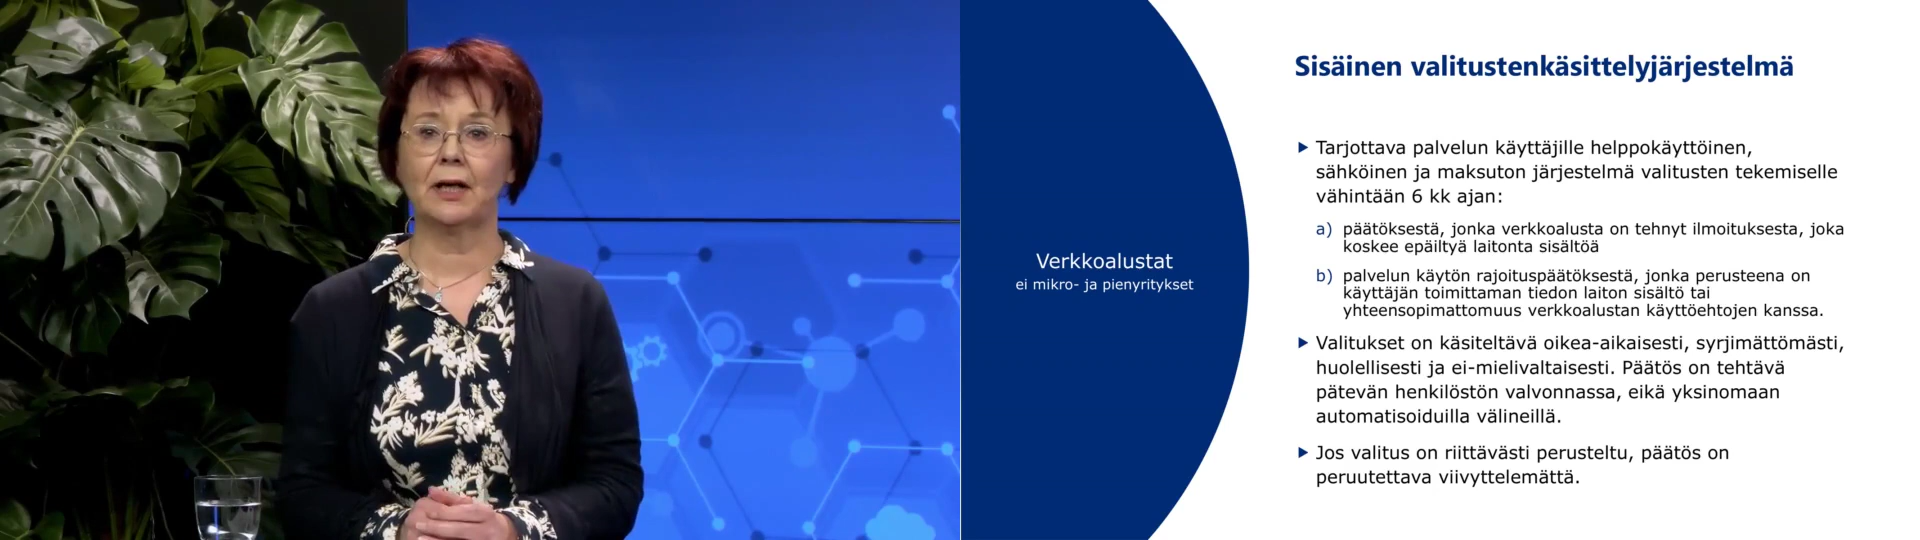 Sisäinen valitustenkäsittelyjärjestelmä
Verkkoalustat
ei mikro- ja pienyritykset
Tarjottava palvelun käyttäjille helppokäyttöinen,
sähköinen ja maksuton järjestelmä valitusten tekemiselle
vähintään 6 kk ajan:
a) päätöksestä, jonka verkkoalusta on tehnyt ilmoituksesta, joka
koskee epäiltyä laitonta sisältöä
b) palvelun käytön rajoituspäätöksestä, jonka perusteena on
käyttäjän toimittaman tiedon laiton sisältö tai
yhteensopimattomuus verkkoalustan käyttöehtojen kanssa.
Valitukset on käsiteltävä oikea-aikaisesti, syrjimättömästi,
huolellisesti ja ei-mielivaltaisesti. Päätös on tehtävä
pätevän henkilöstön valvonnassa, eikä yksinomaan
automatisoiduilla välineillä.
Jos valitus on riittävästi perusteltu, päätös on
peruutettava viivyttelemättä.